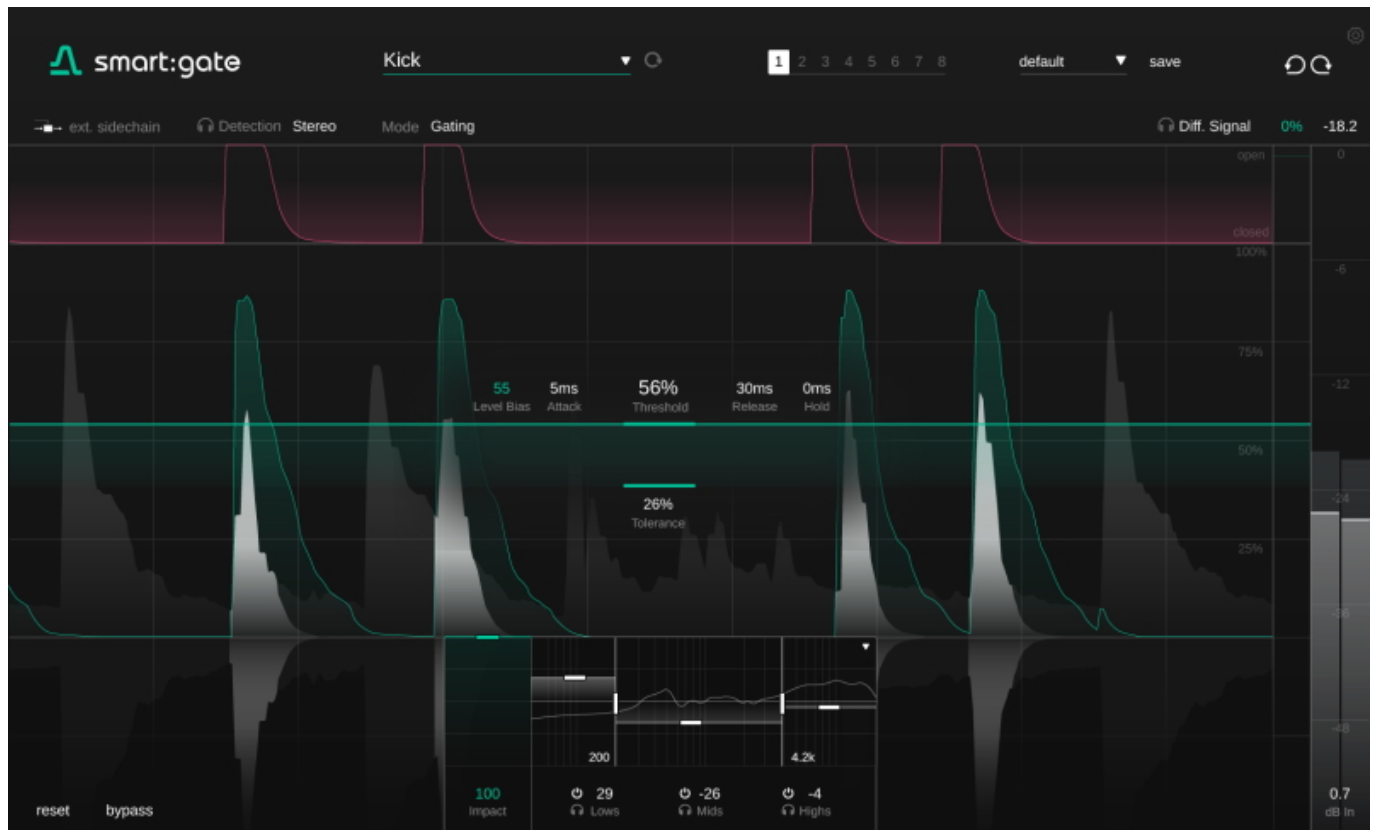 smart:gate Kick 1 2 3 4 5 6 7 8 default save
ext. sidechain Detection Stereo Mode Gating Diff. Signal 0% -18.2
open 0
closed
100%
-6
75%
55 5ms 56% 30ms 0ms -12
Level Bias Attack Threshold Release Hold
50%
26% -24
Tolerance
25%
-36
-48
200 4.2k
100 29 -26 -4 0.7
reset bypass Impact Lows Mids Highs dB In